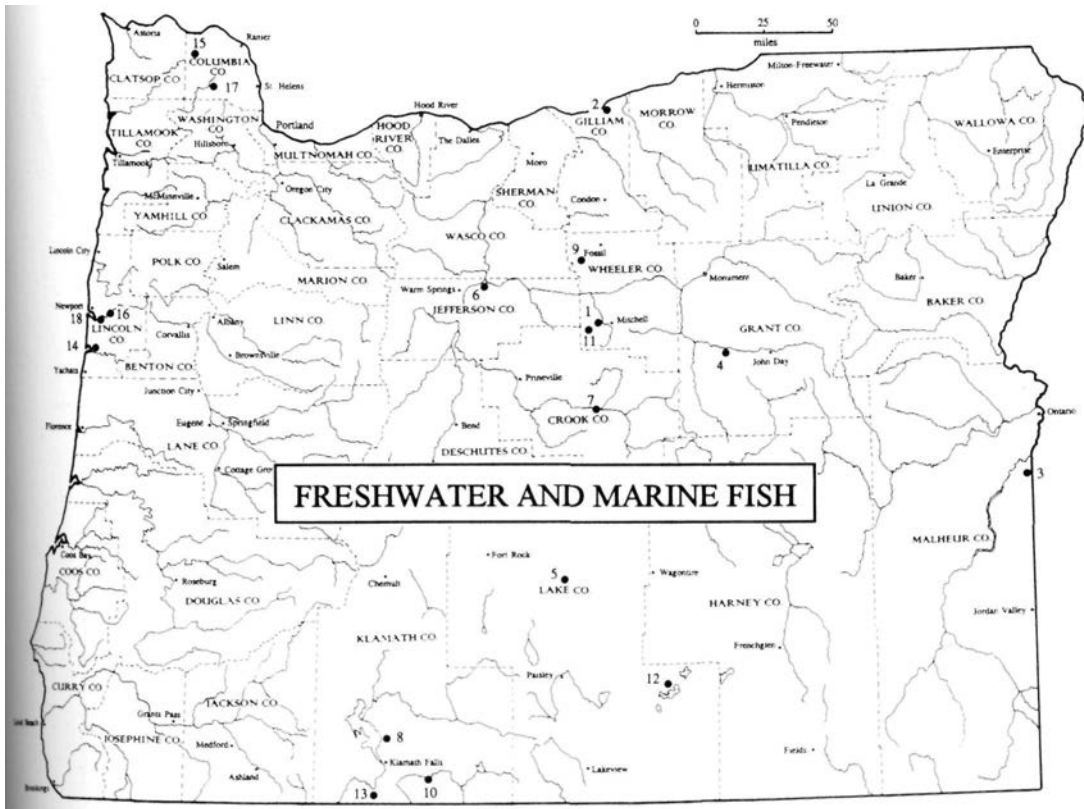 0 25 50
miles
Astoria
Rainier
15
COLUMBIA CO.
CLATSOP CO.
17
St. Helens
Milton-Freewater
Hermiston
Hood River
2
GILLIAM CO.
MORROW CO.
WALLOWA CO.
Portland
TILLAMOOK CO.
WASHINGTON CO.
Hillsboro
HOOD RIVER CO.
The Dalles
Pendleton
Enterprise
MULTNOMAH CO.
Moro
UMATILLA CO.
Tillamook
La Grande
McMinnville
Oregon City
SHERMAN CO.
Condon
UNION CO.
YAMHILL CO.
CLACKAMAS CO.
WASCO CO.
Lincoln City
POLK CO.
Salem
9
Fossil
WHEELER CO.
Monument
Baker
MARION CO.
Warm Springs
6
JEFFERSON CO.
BAKER CO.
Newport
18
16
LINCOLN CO.
Albany
LINN CO.
1
Mitchell
11
GRANT CO.
Corvallis
14
BENTON CO.
Brownsville
4
John Day
Yachats
Prineville
Junction City
7
CROOK CO.
Ontario
Florence
Eugene
Springfield
Bend
LANE CO.
DESCHUTES CO.
Cottage Gro
3
FRESHWATER AND MARINE FISH
MALHEUR CO.
Coos Bay
COOS CO.
Fort Rock
Roseburg
Chemult
5
LAKE CO.
Wagontire
DOUGLAS CO.
HARNEY CO.
Jordan Valley
KLAMATH CO.
Frenchglen
CURRY CO.
Paisley
12
JACKSON CO.
Grants Pass
Gold Beach
JOSEPHINE CO.
Medford
8
Fields
Klamath Falls
Ashland
Lakeview
Brookings
13
10